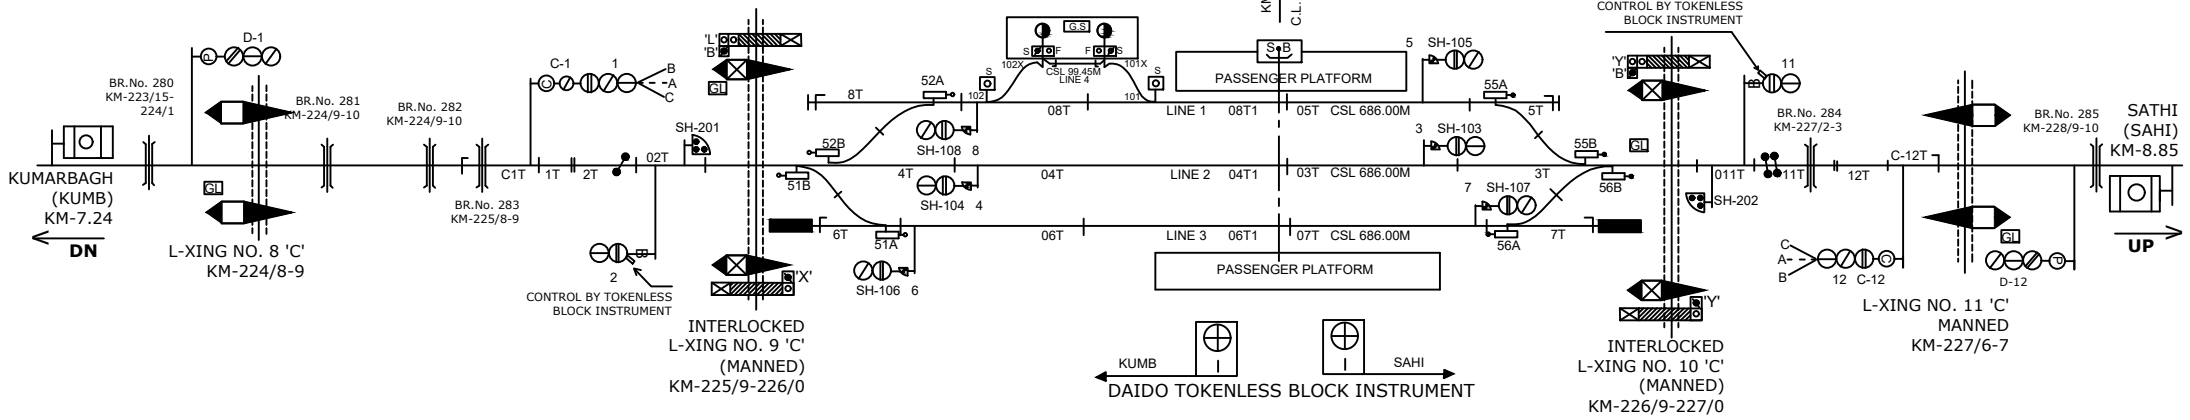 KM
C.L.
CONTROL BY TOKENLESS
BLOCK INSTRUMENT
D-1
BR.No. 280
KM-223/15-
224/1
P
GL
BR.No. 281
KM-224/9-10
BR.No. 282
KM-224/9-10
C-1
1
C
B
A
C
'L'
'B'
GL
52A
8T
102X
S
F
G.S
F
S
101X
CSL 99.45M
LINE 4
S
S
102
101
08T
LINE 1
08T1
05T
CSL 686.00M
S B
PASSENGER PLATFORM
5
SH-105
55A
5T
'Y'
'B'
11
B
BR.No. 284
KM-227/2-3
BR.No. 285
KM-228/9-10
SATHI
(SAHI)
KM-8.85
SH-201
52B
SH-108
8
3
SH-103
55B
GL
KUMARBAGH
(KUMB)
KM-7.24
DN
C1T
1T
2T
02T
51B
4T
04T
LINE 2
04T1
03T
CSL 686.00M
3T
56B
011T
11T
12T
C-12T
BR.No. 283
KM-225/8-9
SH-104
4
7
SH-107
SH-202
UP
L-XING NO. 8 'C'
KM-224/8-9
B
2
CONTROL BY TOKENLESS
BLOCK INSTRUMENT
6T
51A
06T
LINE 3
06T1
07T
CSL 686.00M
56A
7T
'X'
SH-106
6
PASSENGER PLATFORM
'Y'
C
A
B
12
C-12
C
GL
P
D-12
INTERLOCKED
L-XING NO. 9 'C'
(MANNED)
KM-225/9-226/0
KUMB
SAHI
DAIDO TOKENLESS BLOCK INSTRUMENT
INTERLOCKED
L-XING NO. 10 'C'
(MANNED)
KM-226/9-227/0
L-XING NO. 11 'C'
MANNED
KM-227/6-7